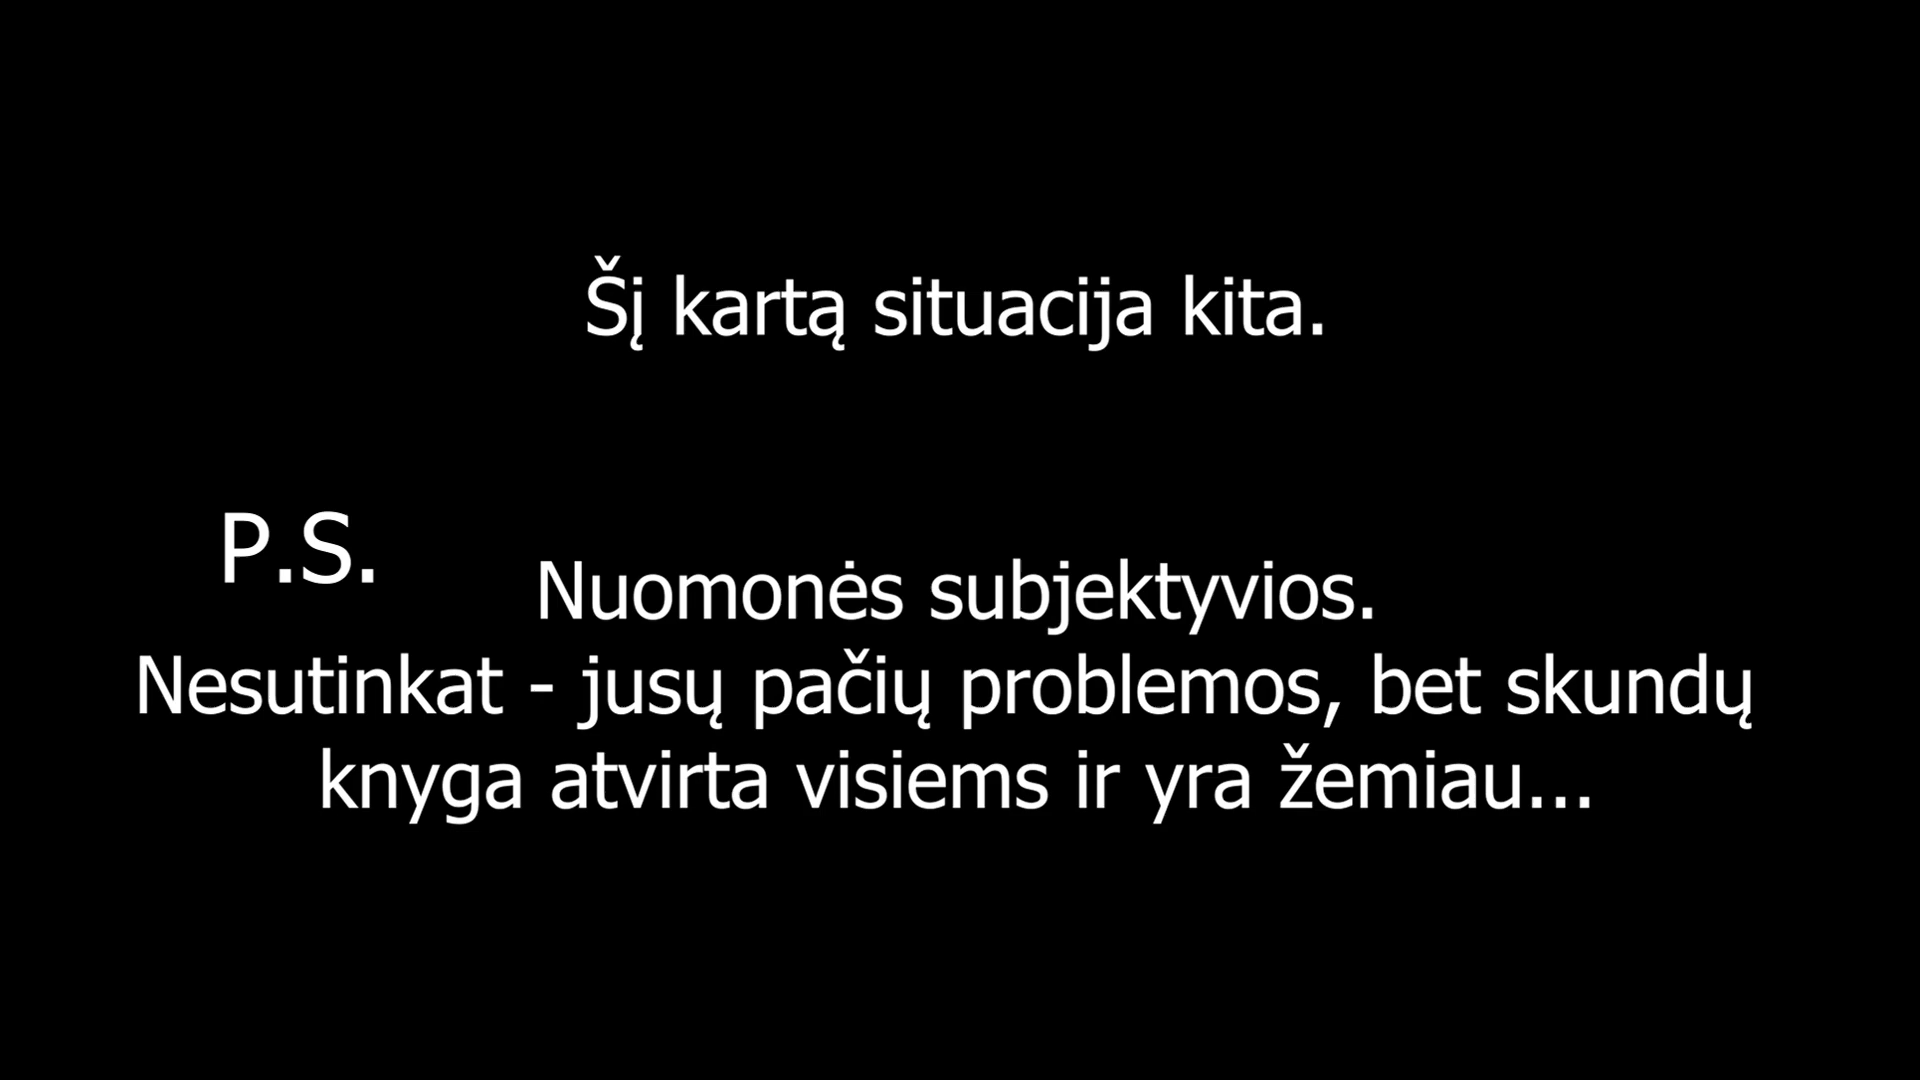 Šį kartą situacija kita.
P.S.
Nuomonės subjektyvios.
Nesutinkat - jusų pačių problemos, bet skundų
knyga atvirta visiems ir yra žemiau...